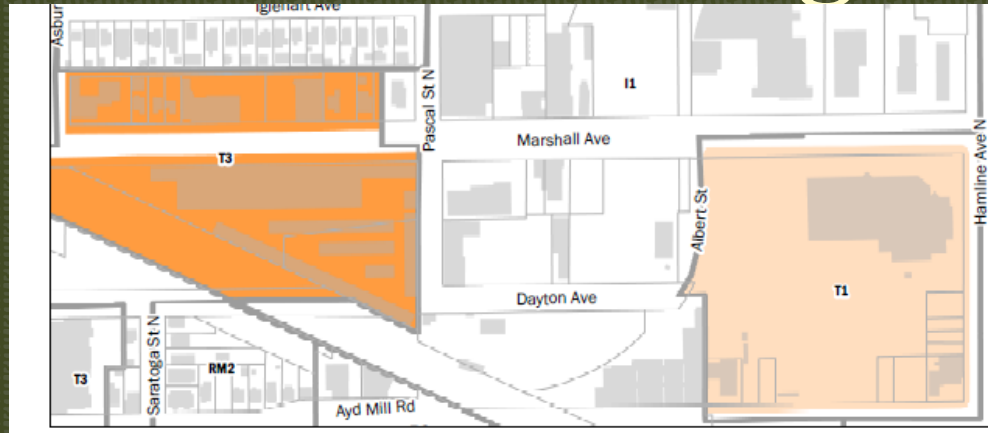 Iglehart Ave
Asbur
Pascal St N
I1
Marshall Ave
Hamline Ave N
T3
Albert St
Dayton Ave
T1
T3
Saratoga St N
RM2
Ayd Mill Rd